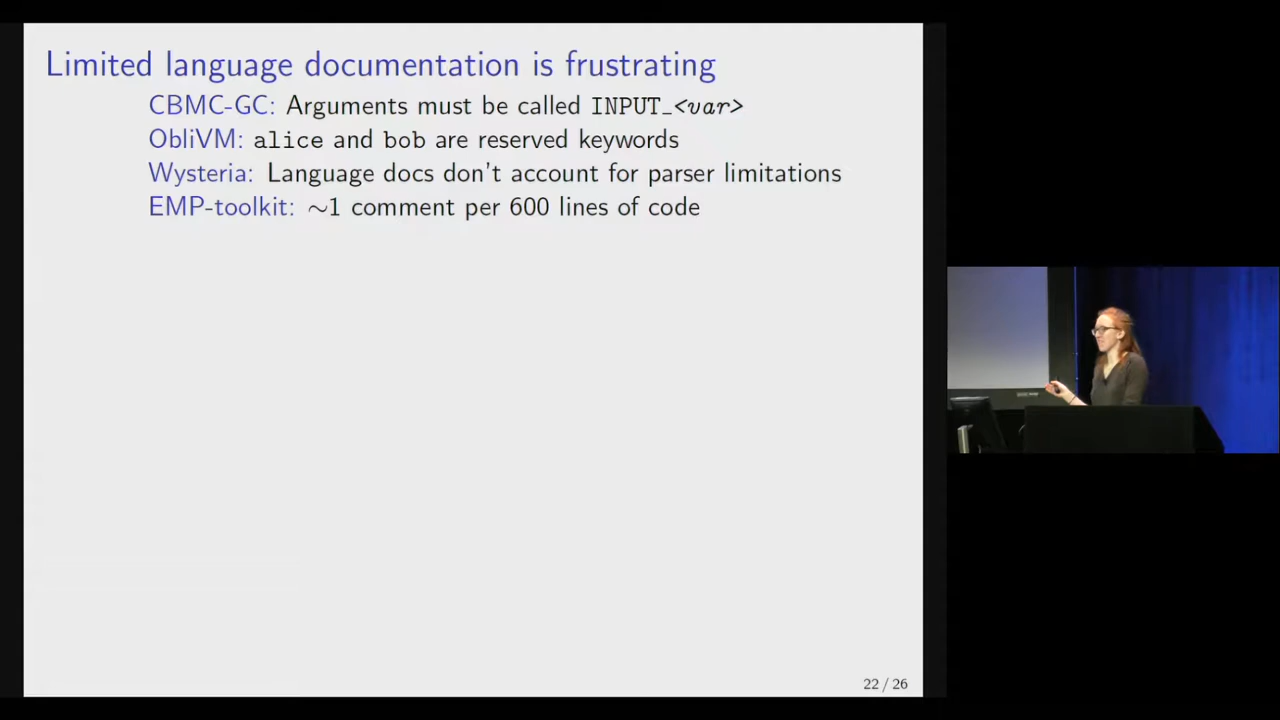 Limited language documentation is frustrating
CBMC-GC: Arguments must be called INPUT_<var>
ObliVM: alice and bob are reserved keywords
Wysteria: Language docs don't account for parser limitations
EMP-toolkit: ~1 comment per 600 lines of code
22 / 26